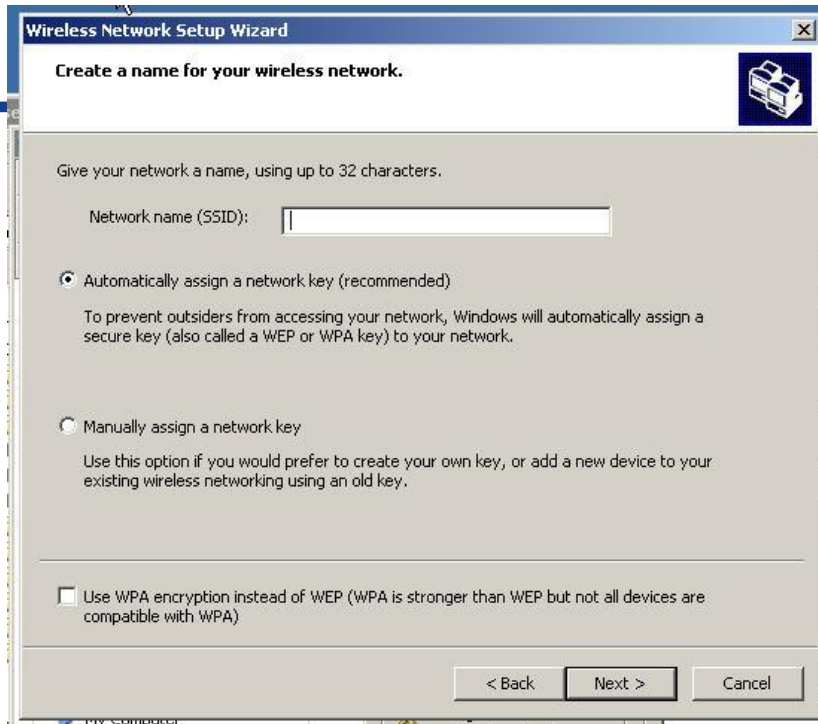 Wireless Network Setup Wizard
Create a name for your wireless network.
Give your network a name, using up to 32 characters.
Network name (SSID):
Automatically assign a network key (recommended)
To prevent outsiders from accessing your network, Windows will automatically assign a
secure key (also called a WEP or WPA key) to your network.
Manually assign a network key
Use this option if you would prefer to create your own key, or add a new device to your
existing wireless networking using an old key.
Use WPA encryption instead of WEP (WPA is stronger than WEP but not all devices are
compatible with WPA)
< Back Next > Cancel
My Computer